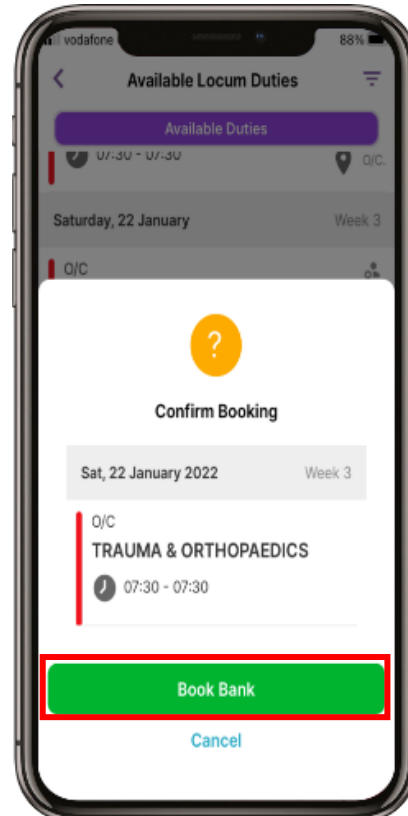 vodafone
88%
Available Locum Duties
Available Duties
07:30 - 07:30
O/C.
Saturday, 22 January
Week 3
O/C
?
Confirm Booking
Sat, 22 January 2022
Week 3
O/C
TRAUMA & ORTHOPAEDICS
07:30 - 07:30
Book Bank
Cancel